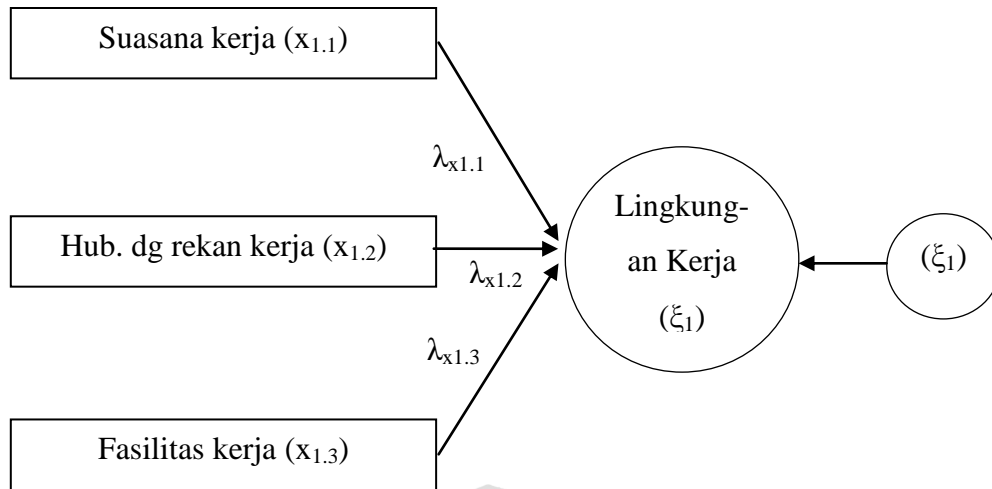 Suasana kerja (x1.1)
λx1.1
Hub. dg rekan kerja (x1.2)
λx1.2
λx1.3
Fasilitas kerja (x1.3)
Lingkung-
an Kerja
(ξ1)
(ξ1)